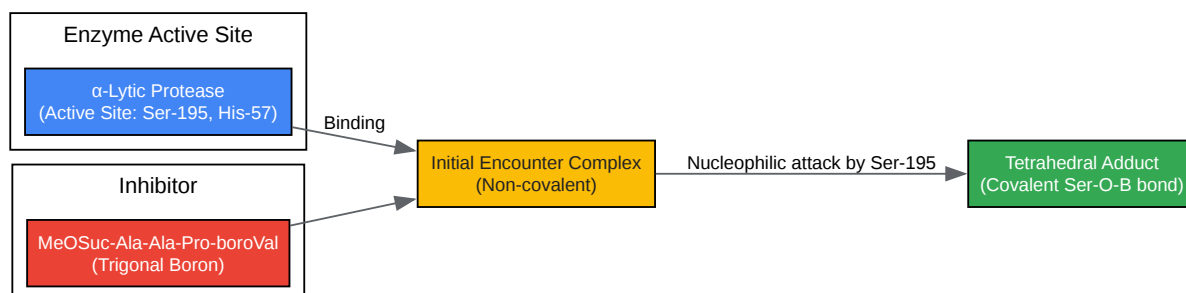 Enzyme Active Site
α-Lytic Protease
(Active Site: Ser-195, His-57)
Binding
Inhibitor
MeOSuc-Ala-Ala-Pro-boroVal
(Trigonal Boron)
Initial Encounter Complex
(Non-covalent)
Nucleophilic attack by Ser-195
Tetrahedral Adduct
(Covalent Ser-O-B bond)